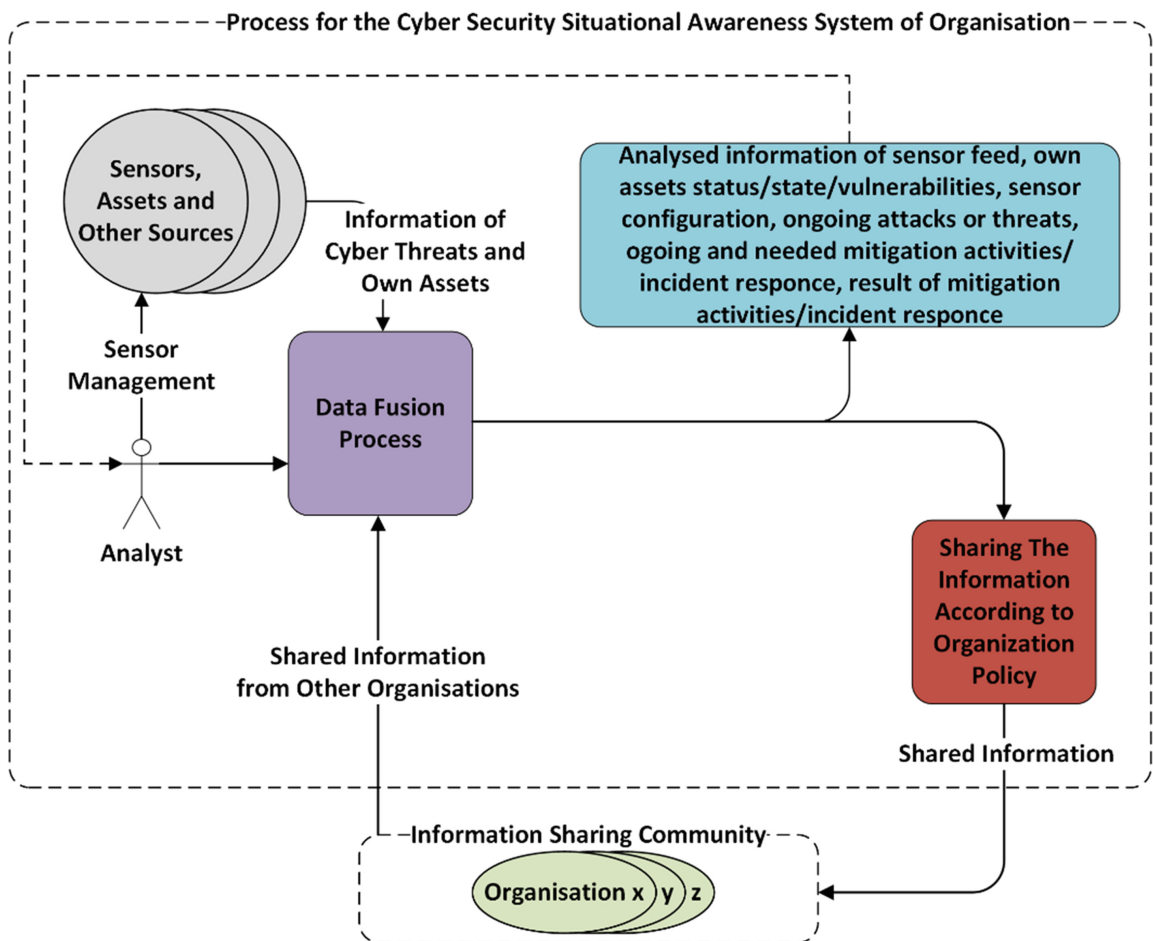 Process for the Cyber Security Situational Awareness System of Organisation
Sensors,
Assets and
Other Sources
Information of
Cyber Threats and
Own Assets
Analysed information of sensor feed, own
assets status/state/vulnerabilities, sensor
configuration, ongoing attacks or threats,
ogoing and needed mitigation activities/
incident responce, result of mitigation
activities/incident responce
Sensor
Management
Data Fusion
Process
Analyst
Sharing The
Information
According to
Organization
Policy
Shared Information
from Other Organisations
Shared Information
Information Sharing Community
Organisation x y z